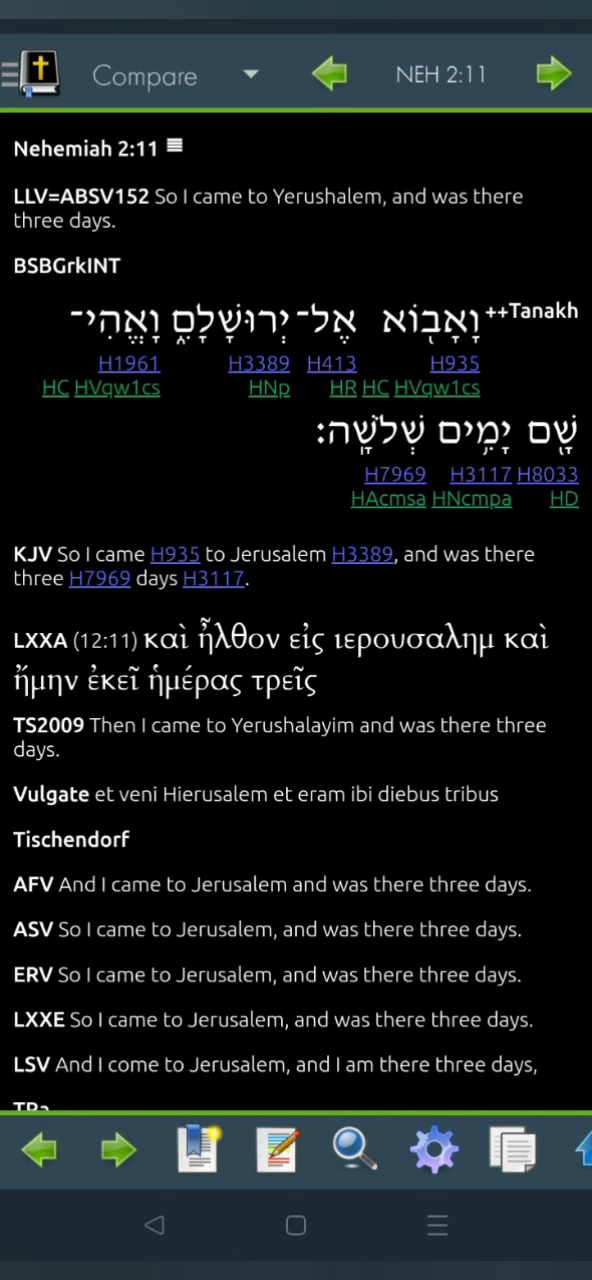 Compare
NEH 2:11
Nehemiah 2:11
LLV=ABSV152 So I came to Yerushalem, and was there
three days.
BSBGrkINT
++Tanakh וָאָב֖וֹא אֶל־ יְרוּשָׁלָ֑͏ִם וָאֱהִי־
H1961 H3389 H413 H935
HC HVqw1cs HNp HR HC HVqw1cs
שָׁ֖ם יָמִ֥ים שְׁלֹשָֽׁה׃
H7969 H3117 H8033
HAcmsa HNcmpa HD
KJV So I came H935 to Jerusalem H3389, and was there
three H7969 days H3117.
LXXA (12:11) καὶ ἦλθον εἰς ιερουσαλημ καὶ
ἤμην ἐκεῖ ἡμέρας τρεῖς
TS2009 Then I came to Yerushalayim and was there three
days.
Vulgate et veni Hierusalem et eram ibi diebus tribus
Tischendorf
AFV And I came to Jerusalem and was there three days.
ASV So I came to Jerusalem, and was there three days.
ERV So I came to Jerusalem, and was there three days.
LXXE So I came to Jerusalem, and was there three days.
LSV And I come to Jerusalem, and I am there three days,